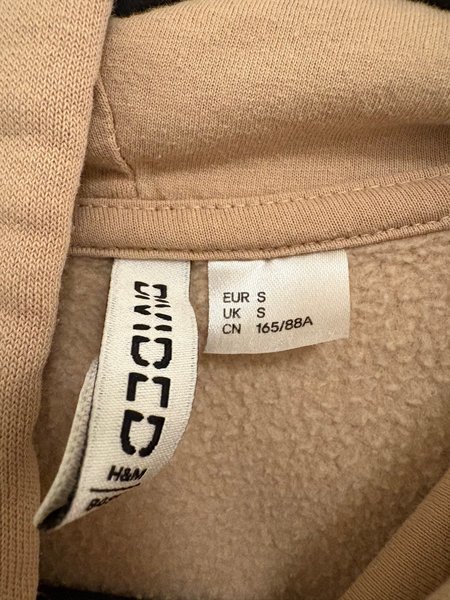 DIVIDED
H&M
EUR S
UK S
CN 165/88A